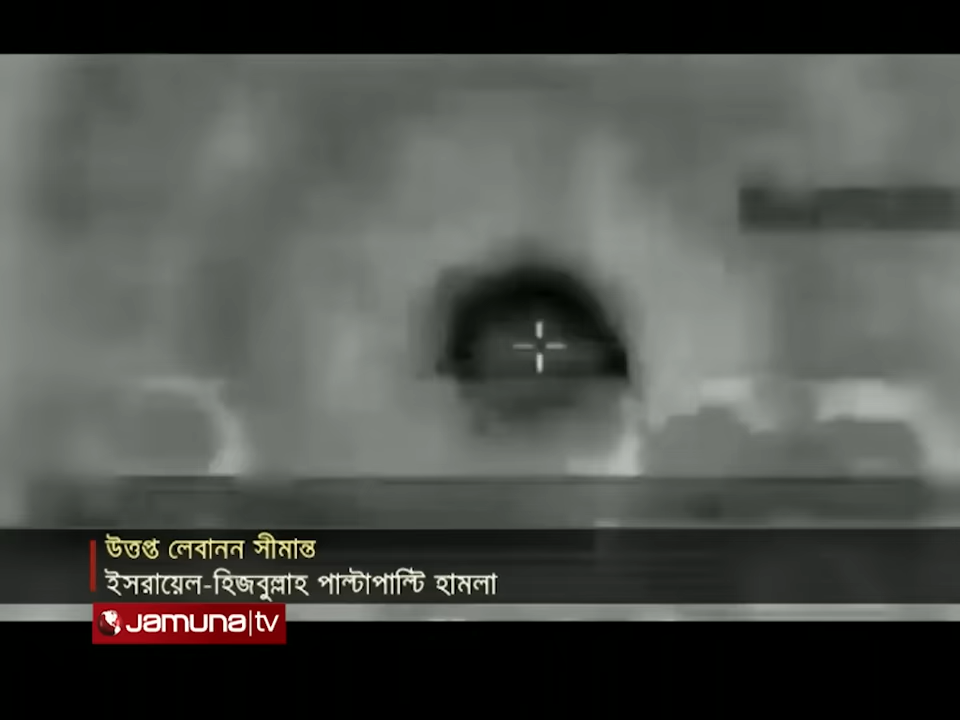 উত্তপ্ত লেবানন সীমান্ত
ইসরায়েল-হিজবুল্লাহ পাল্টাপাল্টি হামলা
Jamuna|tv